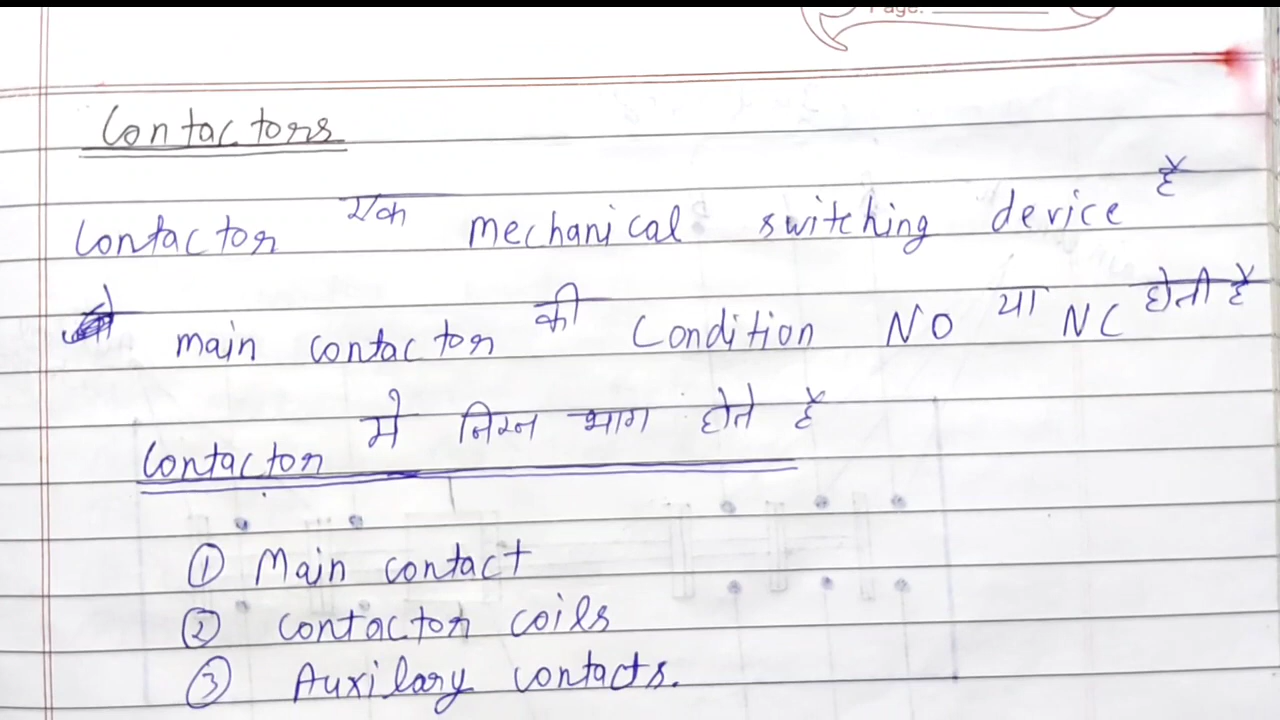 Page:
Contactors
Contactor एक mechanical switching device है
main contactor की Condition NO या NC होती है
Contactor में निम्न भाग होते है
① Main contact
② contactor coils
③ Auxilary contacts.